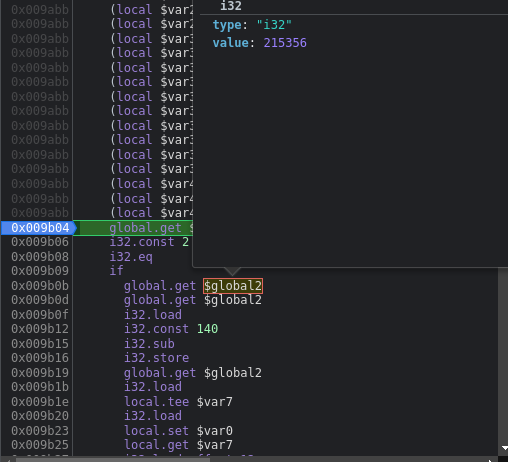 i32
type: "i32"
value: 215356
0x009abb (local $var2
0x009abb (local $var2
0x009abb (local $var3
0x009abb (local $var3
0x009abb (local $var3
0x009abb (local $var3
0x009abb (local $var3
0x009abb (local $var3
0x009abb (local $var3
0x009abb (local $var3
0x009abb (local $var3
0x009abb (local $var3
0x009abb (local $var4
0x009abb (local $var4
0x009abb (local $var4
0x009b04 global.get $
0x009b06 i32.const 2
0x009b08 i32.eq
0x009b09 if
0x009b0b global.get $global2
0x009b0d global.get $global2
0x009b0f i32.load
0x009b12 i32.const 140
0x009b15 i32.sub
0x009b16 i32.store
0x009b19 global.get $global2
0x009b1b i32.load
0x009b1e local.tee $var7
0x009b20 i32.load
0x009b23 local.set $var0
0x009b25 local.get $var7